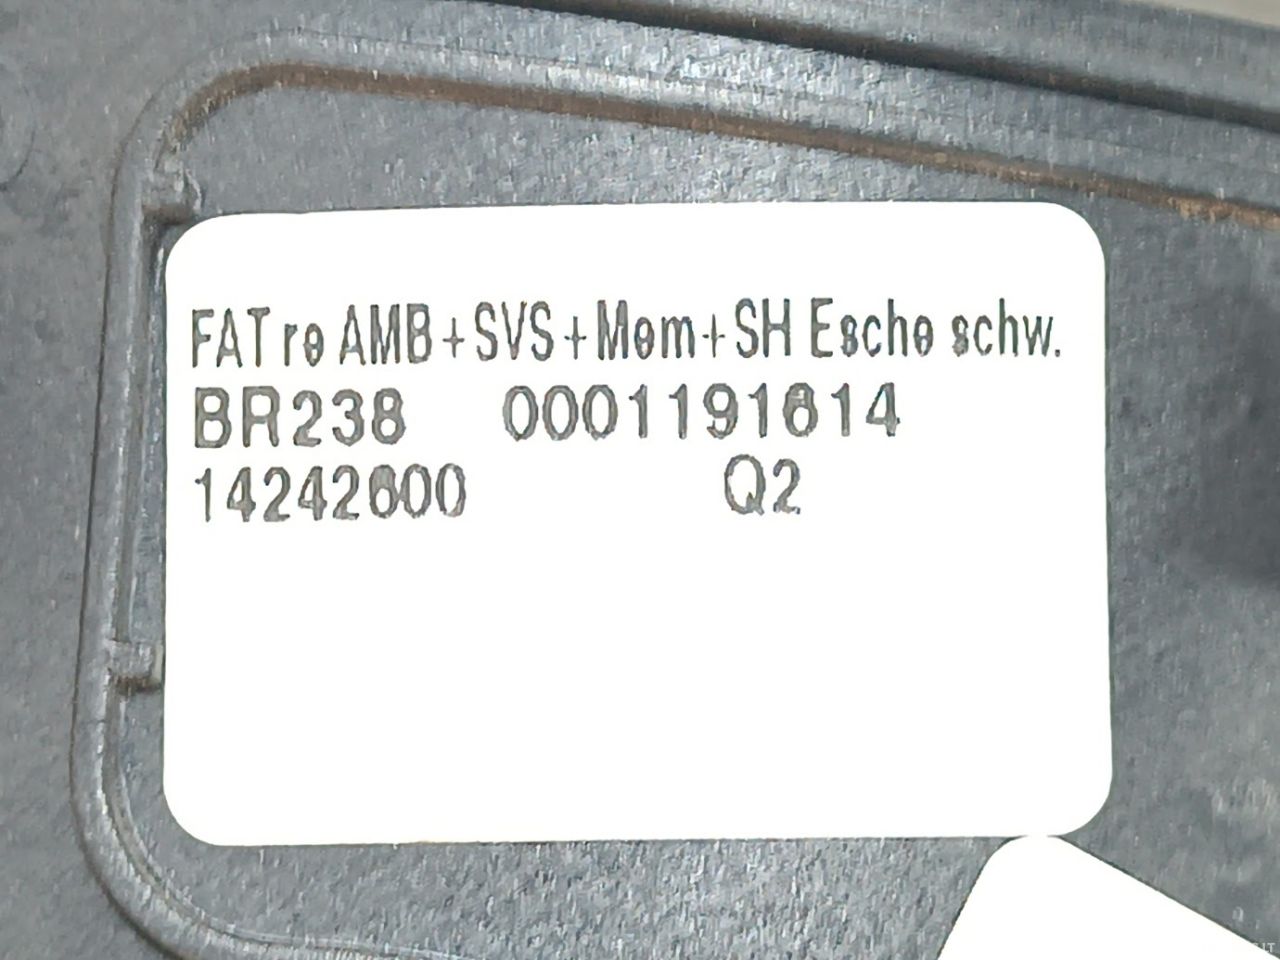 FAT re AMB+SVS+Mem+SH Esche schw.
BR238 0001191614
14242600 Q2